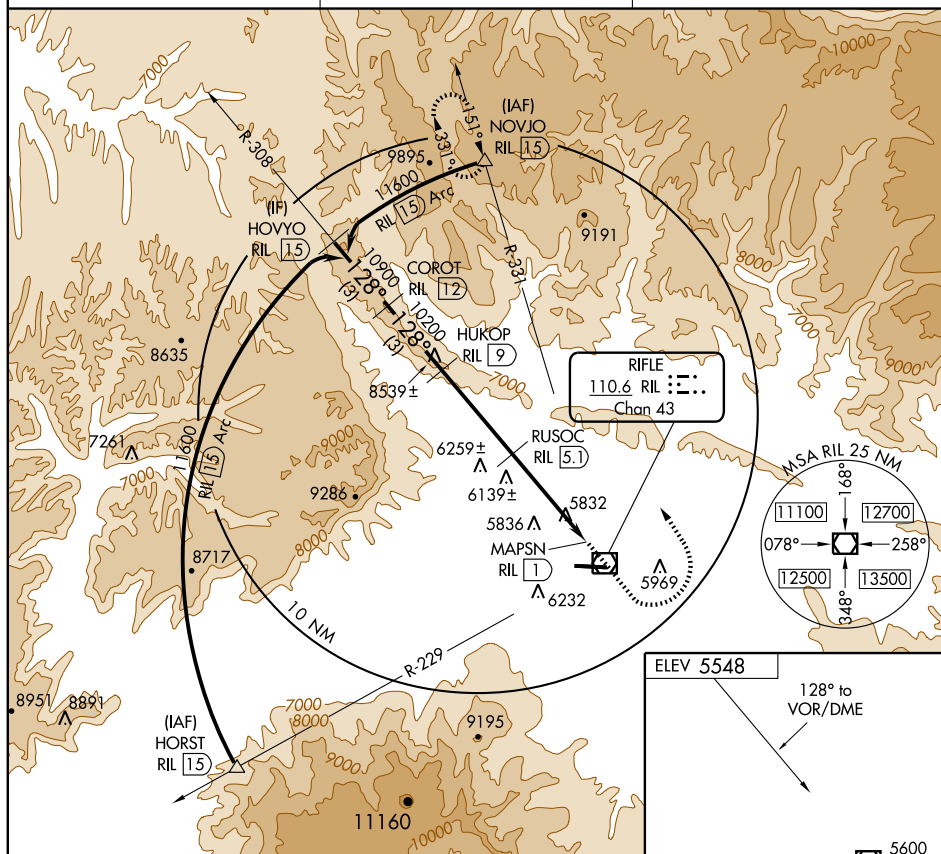 7000
10000
(IAF)
NOVJO
RIL 15
151°
331°
R-308
9895
11600
RIL 15 Arc
(IF)
HOVYO
RIL 15
9191
R-331
8000
7000
10900
128°
(3)
COROT
RIL 12
10200
128°
(3)
HUKOP
RIL 9
8635
8539±
7000
RIFLE
110.6 RIL
Chan 43
7261
7000
11600
RIL 15 Arc
9000
9286
8000
6259±
RUSOC
RIL 5.1
6139±
5836
5832
MAPSN
RIL 1
5969
6232
MSA RIL 25 NM
168°
11100
12700
078°
258°
12500
13500
348°
8717
10 NM
R-229
ELEV 5548
128° to
VOR/DME
8951
8891
(IAF)
HORST
RIL 15
7000
8000
9195
9000
11160
10000
5600